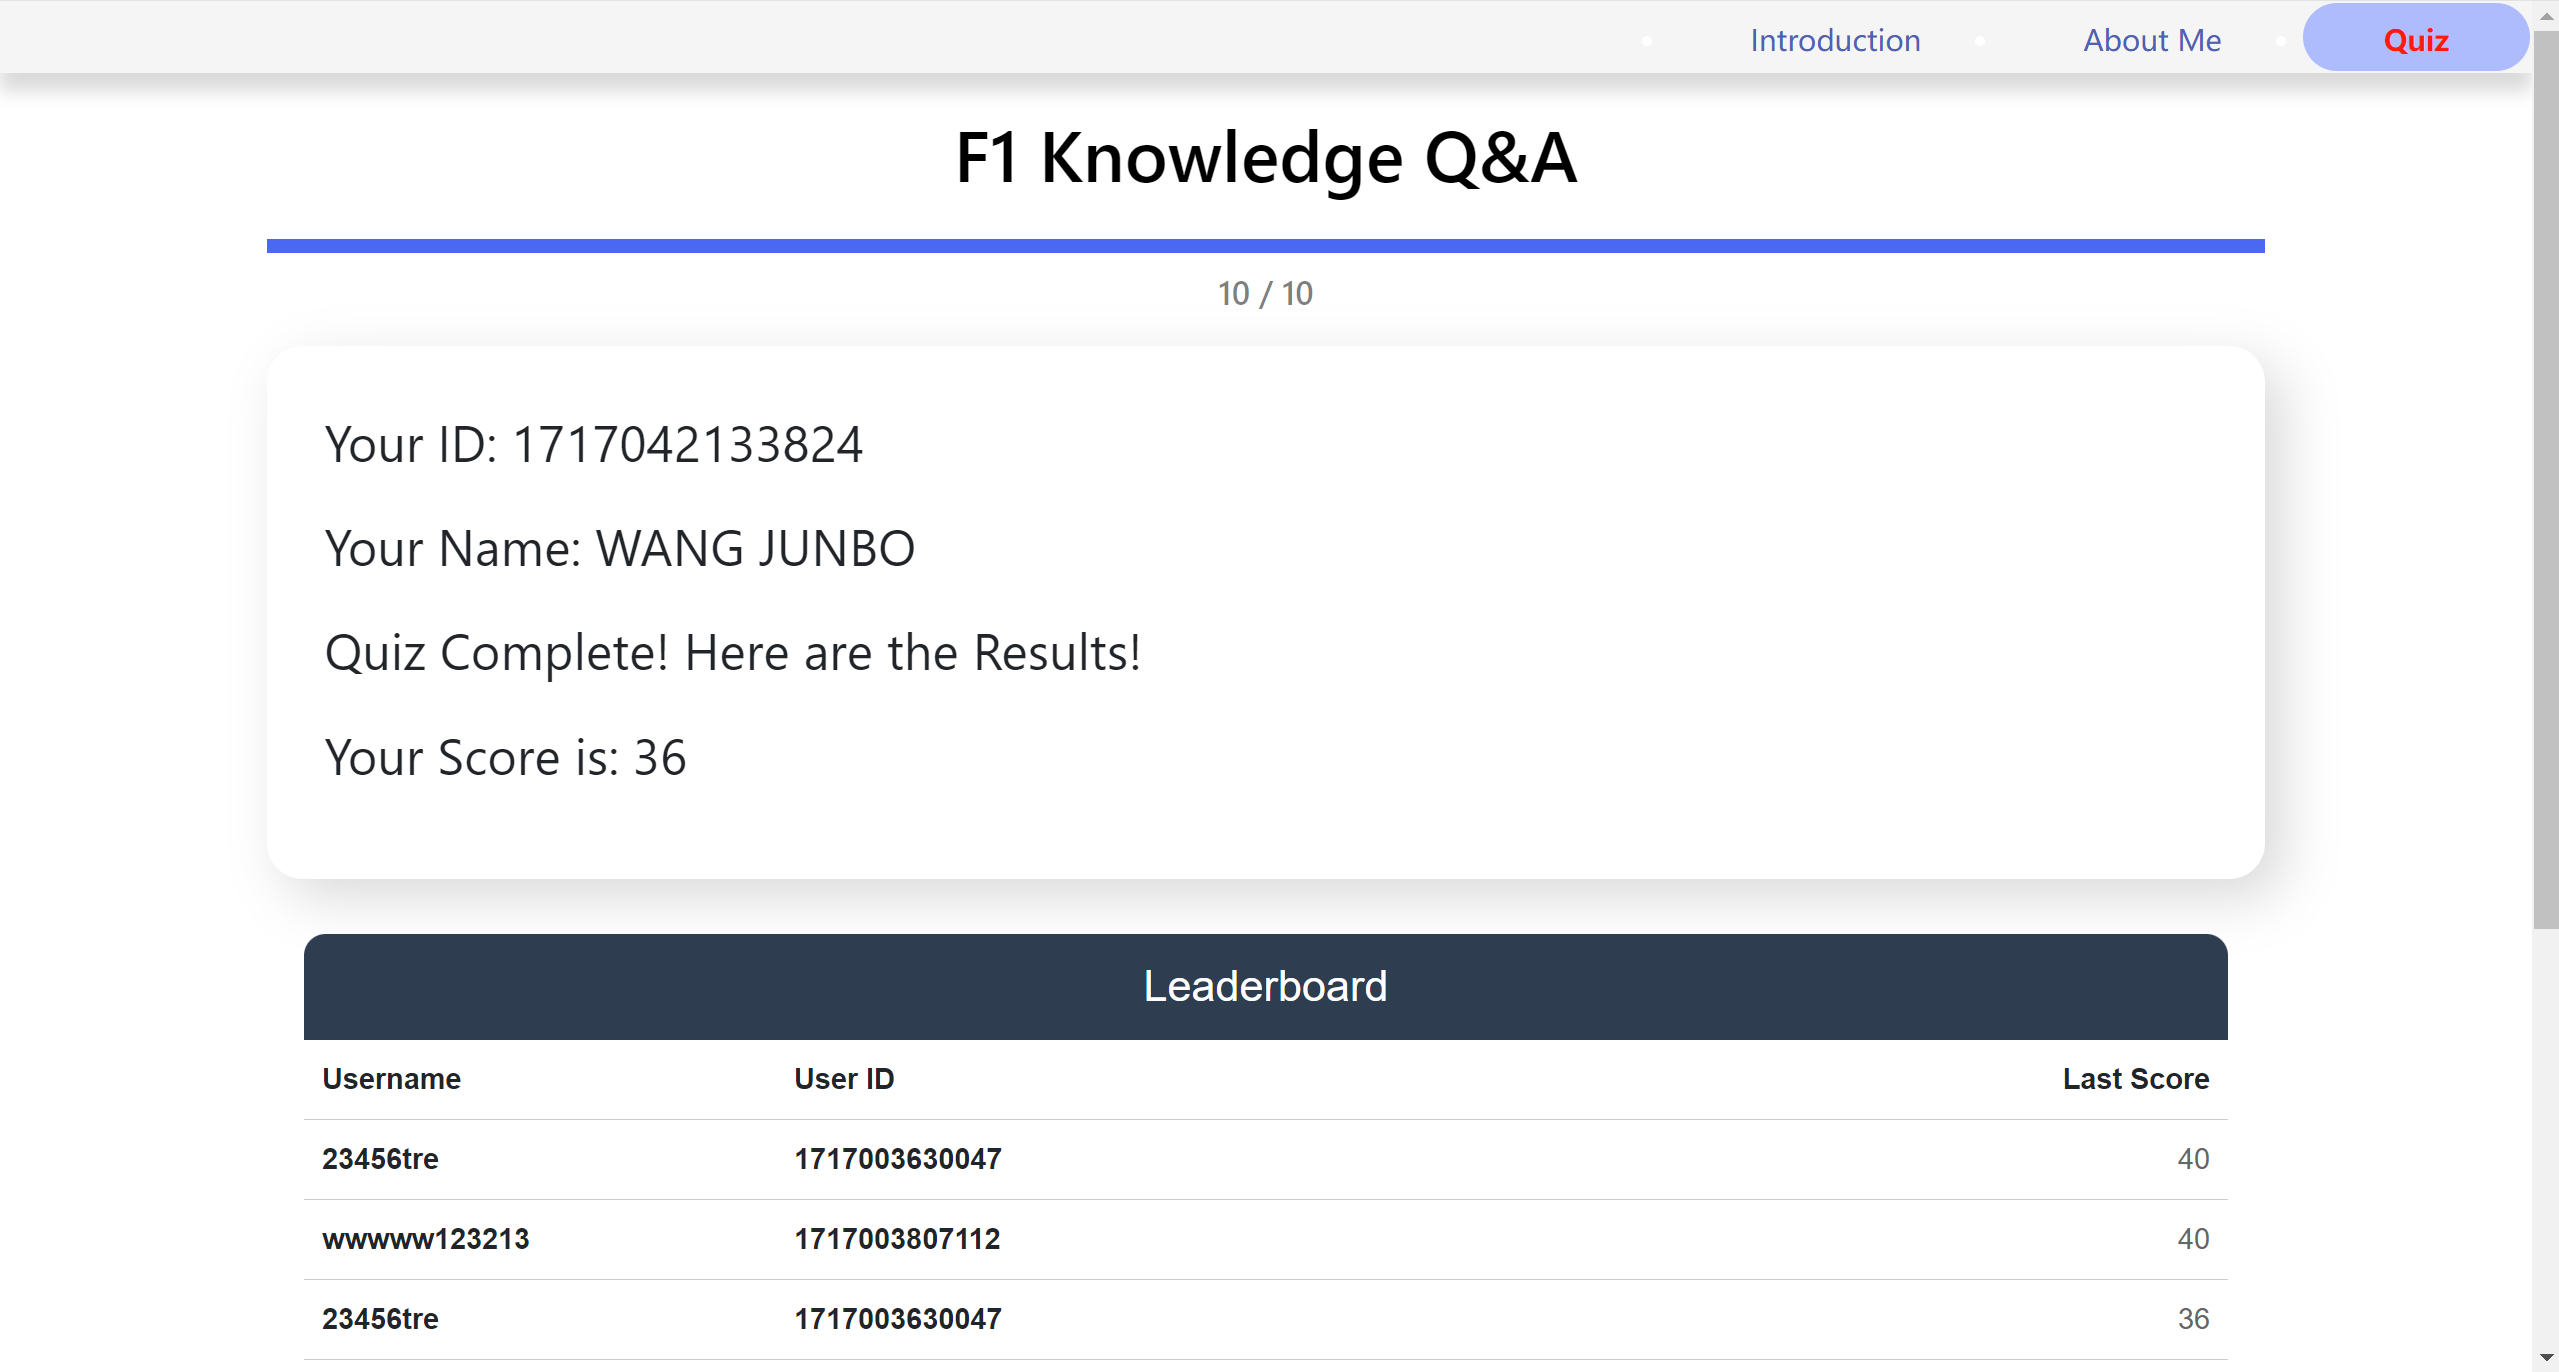 Introduction About Me Quiz
F1 Knowledge Q&A
10 / 10
Your ID: 1717042133824
Your Name: WANG JUNBO
Quiz Complete! Here are the Results!
Your Score is: 36
Leaderboard
Username User ID Last Score
23456tre 1717003630047 40
wwwww123213 1717003807112 40
23456tre 1717003630047 36